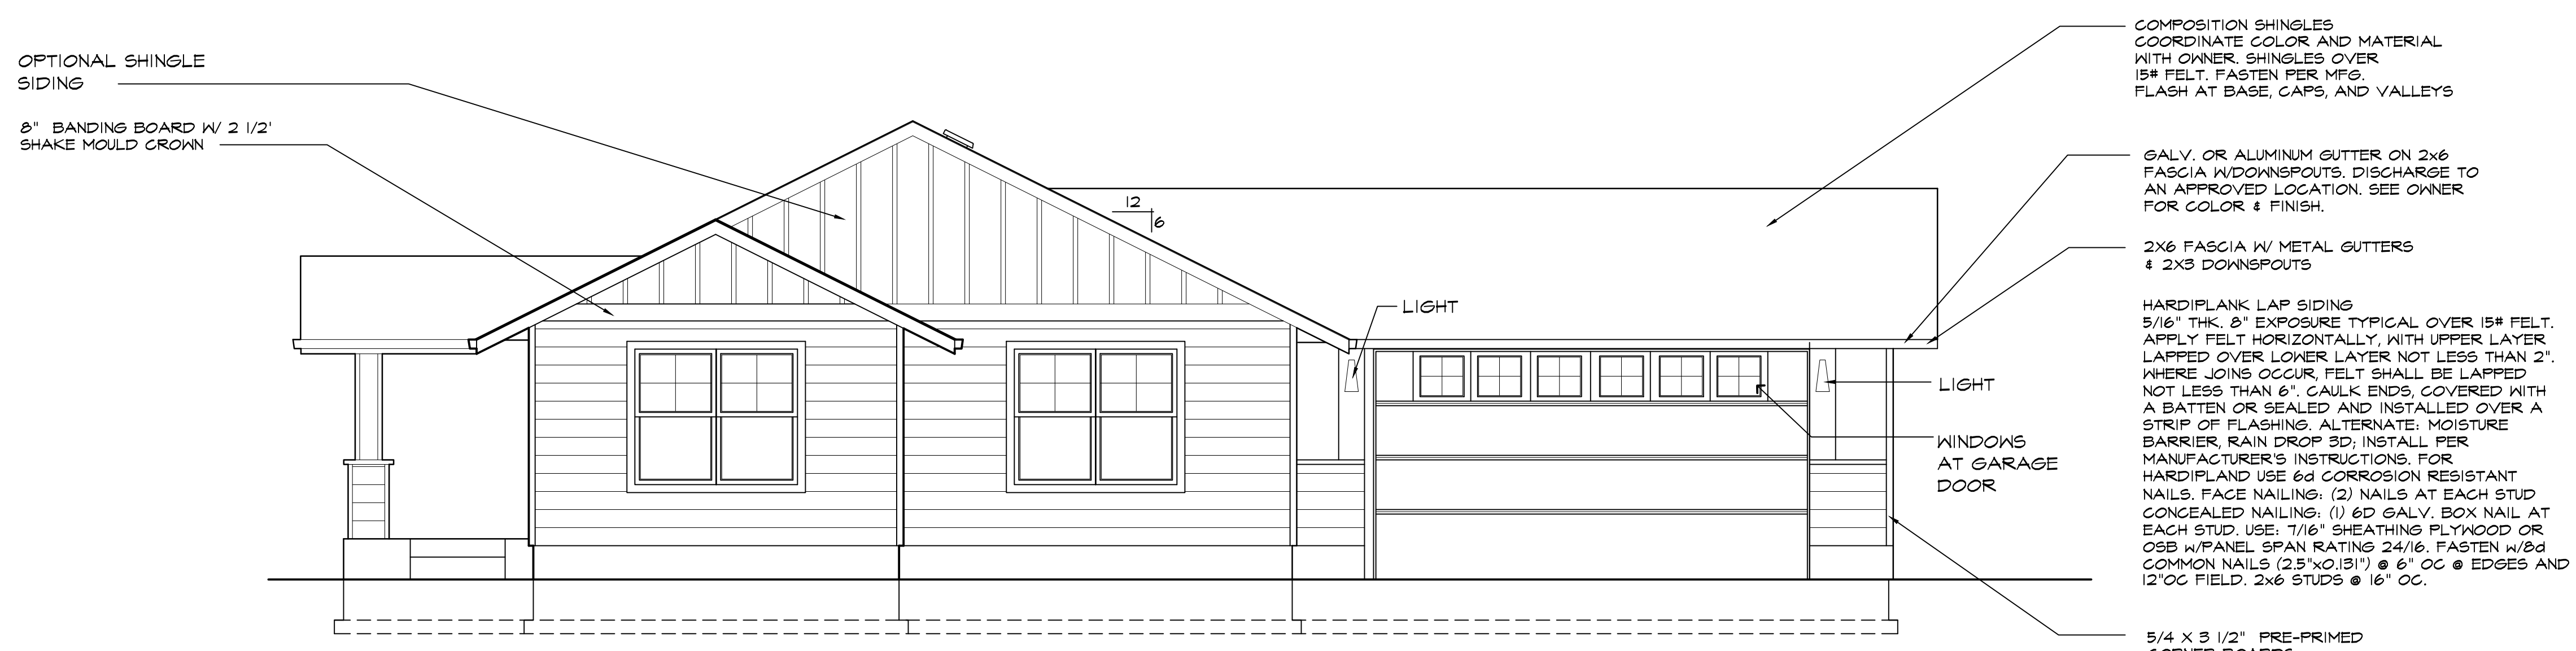 OPTIONAL SHINGLE
SIDING
8" BANDING BOARD W/ 2 1/2'
SHAKE MOULD CROWN
12
6
LIGHT
LIGHT
WINDOWS
AT GARAGE
DOOR
COMPOSITION SHINGLES
COORDINATE COLOR AND MATERIAL
WITH OWNER. SHINGLES OVER
15# FELT. FASTEN PER MFG.
FLASH AT BASE, CAPS, AND VALLEYS
GALV. OR ALUMINUM GUTTER ON 2x6
FASCIA W/DOWNSPOUTS. DISCHARGE TO
AN APPROVED LOCATION. SEE OWNER
FOR COLOR & FINISH.
2X6 FASCIA W/ METAL GUTTERS
& 2X3 DOWNSPOUTS
HARDIPLANK LAP SIDING
5/16" THK. 8" EXPOSURE TYPICAL OVER 15# FELT.
APPLY FELT HORIZONTALLY, WITH UPPER LAYER
LAPPED OVER LOWER LAYER NOT LESS THAN 2".
WHERE JOINS OCCUR, FELT SHALL BE LAPPED
NOT LESS THAN 6". CAULK ENDS, COVERED WITH
A BATTEN OR SEALED AND INSTALLED OVER A
STRIP OF FLASHING. ALTERNATE: MOISTURE
BARRIER, RAIN DROP 3D; INSTALL PER
MANUFACTURER'S INSTRUCTIONS. FOR
HARDIPLAND USE 6d CORROSION RESISTANT
NAILS. FACE NAILING: (2) NAILS AT EACH STUD
CONCEALED NAILING: (1) 6D GALV. BOX NAIL AT
EACH STUD. USE: 7/16" SHEATHING PLYWOOD OR
OSB w/PANEL SPAN RATING 24/16. FASTEN w/8d
COMMON NAILS (2.5"x0.131") @ 6" OC @ EDGES AND
12"OC FIELD. 2x6 STUDS @ 16" OC.
5/4 X 3 1/2" PRE-PRIMED